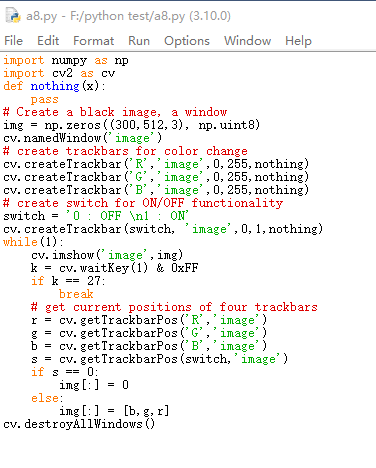 a8.py - F:/python test/a8.py (3.10.0)
File Edit Format Run Options Window Help
import numpy as np
import cv2 as cv
def nothing(x):
    pass
# Create a black image, a window
img = np.zeros((300,512,3), np.uint8)
cv.namedWindow('image')
# create trackbars for color change
cv.createTrackbar('R','image',0,255,nothing)
cv.createTrackbar('G','image',0,255,nothing)
cv.createTrackbar('B','image',0,255,nothing)
# create switch for ON/OFF functionality
switch = '0 : OFF \n1 : ON'
cv.createTrackbar(switch, 'image',0,1,nothing)
while(1):
    cv.imshow('image',img)
    k = cv.waitKey(1) & 0xFF
    if k == 27:
        break
    # get current positions of four trackbars
    r = cv.getTrackbarPos('R','image')
    g = cv.getTrackbarPos('G','image')
    b = cv.getTrackbarPos('B','image')
    s = cv.getTrackbarPos(switch,'image')
    if s == 0:
        img[:] = 0
    else:
        img[:] = [b,g,r]
cv.destroyAllWindows()